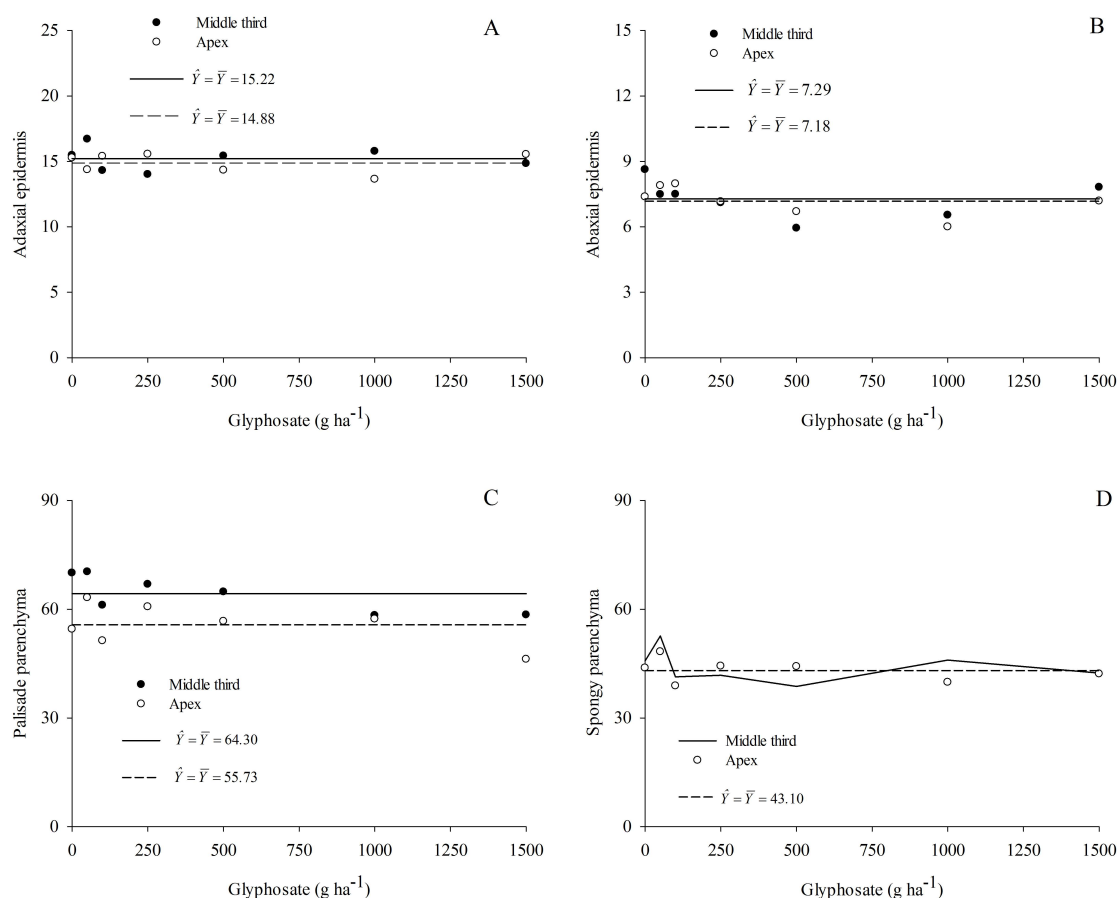 A
Middle third
Apex
Ŷ = Ȳ = 15.22
Ŷ = Ȳ = 14.88
25
20
15
10
5
0
Adaxial epidermis
0 250 500 750 1000 1250 1500
Glyphosate (g ha⁻¹)
B
Middle third
Apex
Ŷ = Ȳ = 7.29
Ŷ = Ȳ = 7.18
15
12
9
6
3
0
Abaxial epidermis
0 250 500 750 1000 1250 1500
Glyphosate (g ha⁻¹)
C
90
60
30
0
Palisade parenchyma
Middle third
Apex
Ŷ = Ȳ = 64.30
Ŷ = Ȳ = 55.73
0 250 500 750 1000 1250 1500
Glyphosate (g ha⁻¹)
D
90
60
30
0
Spongy parenchyma
Middle third
Apex
Ŷ = Ȳ = 43.10
0 250 500 750 1000 1250 1500
Glyphosate (g ha⁻¹)